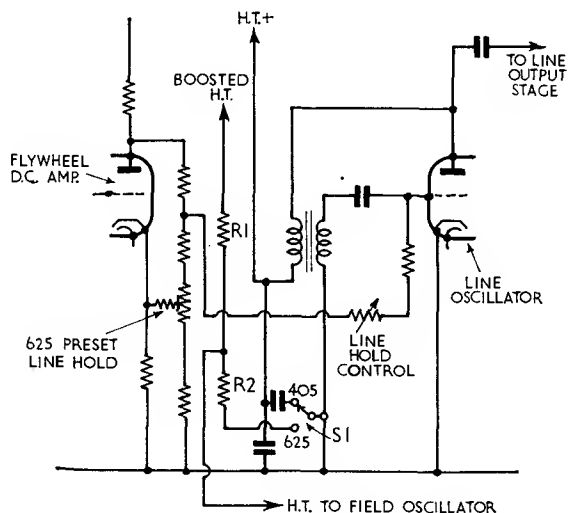 H.T.+
TO LINE
OUTPUT
STAGE
BOOSTED
H.T.
FLYWHEEL
D.C. AMP.
R1
LINE
OSCILLATOR
625 PRESET
LINE HOLD
LINE
HOLD
CONTROL
R2
405
625
S1
H.T. TO FIELD OSCILLATOR